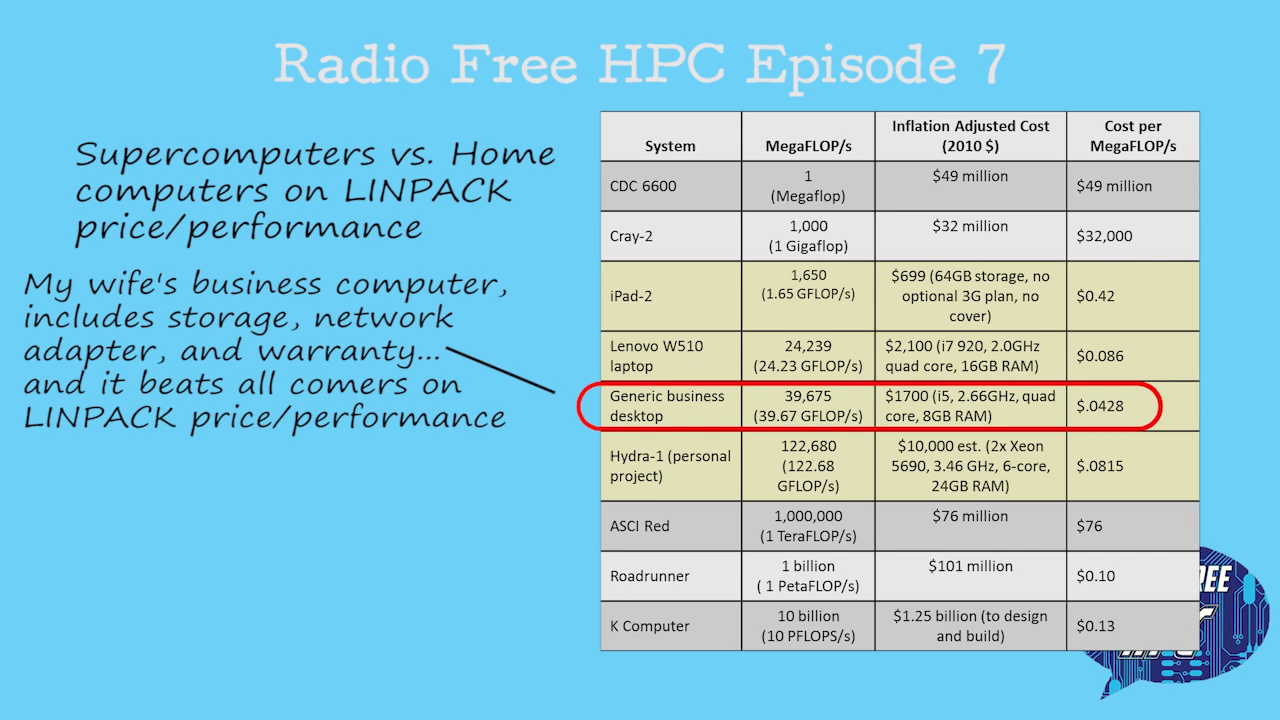 Radio Free HPC Episode 7
Supercomputers vs. Home
computers on LINPACK
price/performance
My wife's business computer,
includes storage, network
adapter, and warranty...
and it beats all comers on
LINPACK price/performance
System
MegaFLOP/s
Inflation Adjusted Cost
(2010 $)
Cost per
MegaFLOP/s
CDC 6600
1
(Megaflop)
$49 million
$49 million
Cray-2
1,000
(1 Gigaflop)
$32 million
$32,000
iPad-2
1,650
(1.65 GFLOP/s)
$699 (64GB storage, no
optional 3G plan, no
cover)
$0.42
Lenovo W510
laptop
24,239
(24.23 GFLOP/s)
$2,100 (i7 920, 2.0GHz
quad core, 16GB RAM)
$0.086
Generic business
desktop
39,675
(39.67 GFLOP/s)
$1700 (i5, 2.66GHz, quad
core, 8GB RAM)
$.0428
Hydra-1 (personal
project)
122,680
(122.68
GFLOP/s)
$10,000 est. (2x Xeon
5690, 3.46 GHz, 6-core,
24GB RAM)
$.0815
ASCI Red
1,000,000
(1 TeraFLOP/s)
$76 million
$76
Roadrunner
1 billion
( 1 PetaFLOP/s)
$101 million
$0.10
K Computer
10 billion
(10 PFLOPS/s)
$1.25 billion (to design
and build)
$0.13